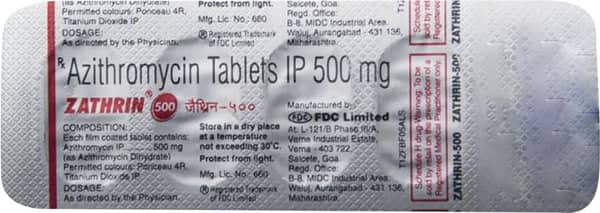 Permitted colours: Ponceau 4R,
Titanium Dioxide IP
DOSAGE:
As directed by the Physician.
Protect from light.
Mfg. Lic. No.: 660
® Registered Trademark
of FDC Limited
Salcete, Goa.
Regd. Office:
B-8, MIDC Industrial Area,
Waluj, Aurangabad - 431 136,
Maharashtra.
Rx Azithromycin Tablets IP 500 mg
ZATHRIN® 500 जैथ्रिन-५००
COMPOSITION:
Each film coated tablet contains:
Azithromycin IP...... 500 mg
(as Azithromycin Dihydrate)
Permitted colours: Ponceau 4R,
Titanium Dioxide IP
DOSAGE:
As directed by the Physician.
Store in a dry place
at a temperature
not exceeding 30°C.
Protect from light.
Mfg. Lic. No.: 660
® Registered Trademark
of FDC Limited
Manufactured by:
FDC FDC Limited
At: L-121/B Phase III/A,
Verna Industrial Estate,
Verna - 403 722
Salcete, Goa.
Regd. Office:
B-8, MIDC Industrial Area,
Waluj, Aurangabad - 431 136,
Maharashtra.
Schedule H drug Warning: To be
sold by retail on the prescription of a
Registered Medical Practitioner only.
ZATHRIN-500
ZATHRIN-500
ZATHRIN-500